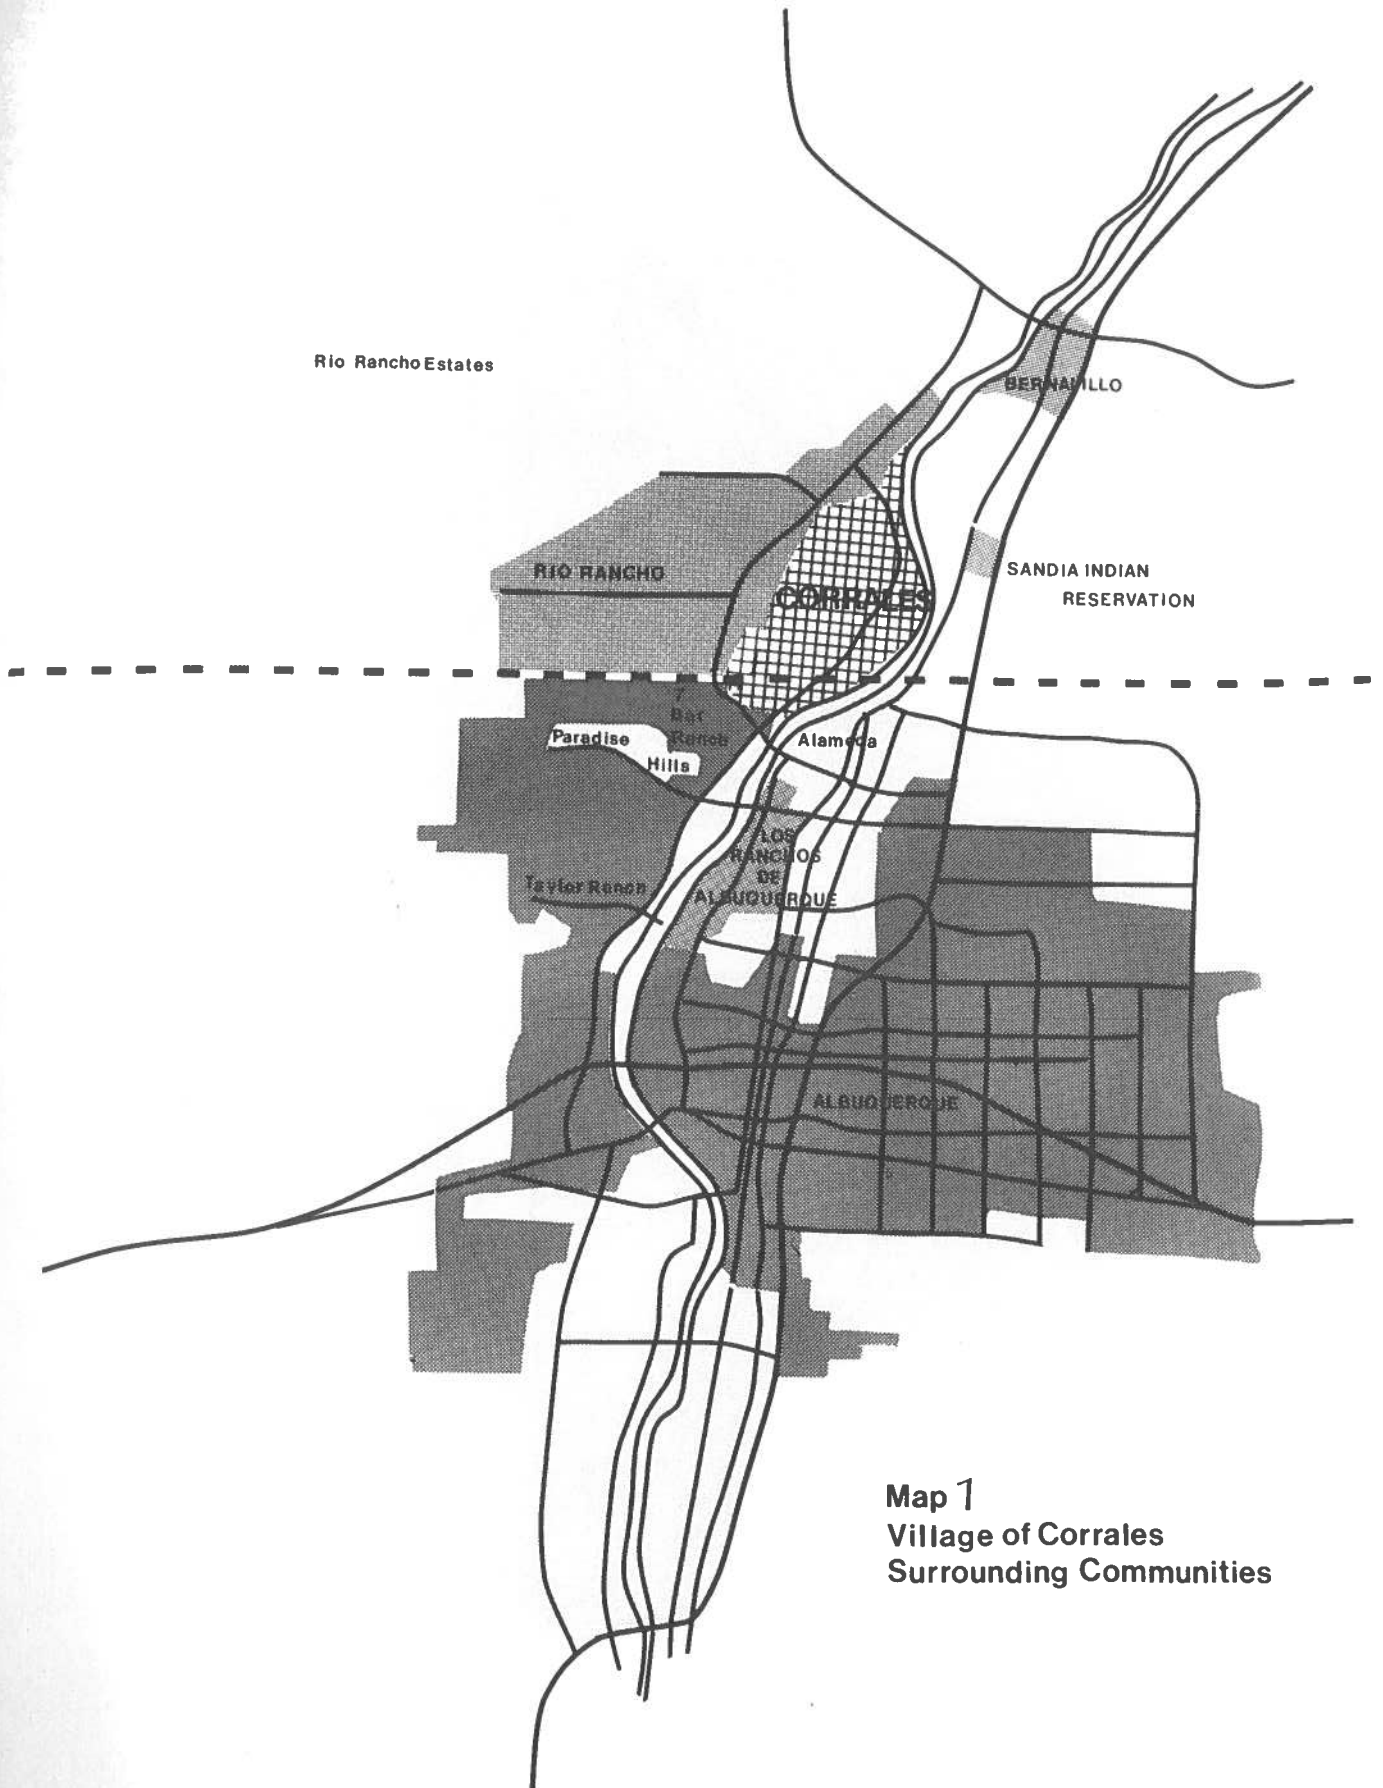 Rio Rancho Estates
BERNALILLO
RIO RANCHO
SANDIA INDIAN
RESERVATION
CORRALES
7
Bar
Ranch
Paradise
Hills
Alameda
LOS
RANCHOS
DE
ALBUQUERQUE
Taylor Ranch
ALBUQUERQUE
Map 1
Village of Corrales
Surrounding Communities